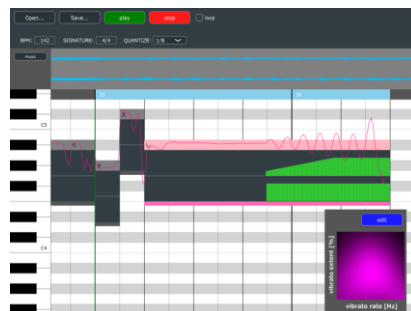 Open... Save... play stop loop
BPM: 142 SIGNATURE: 4/4 QUANTIZE: 1/8
C5
C4
edit
vibrato extent [%]
vibrato rate [Hz]